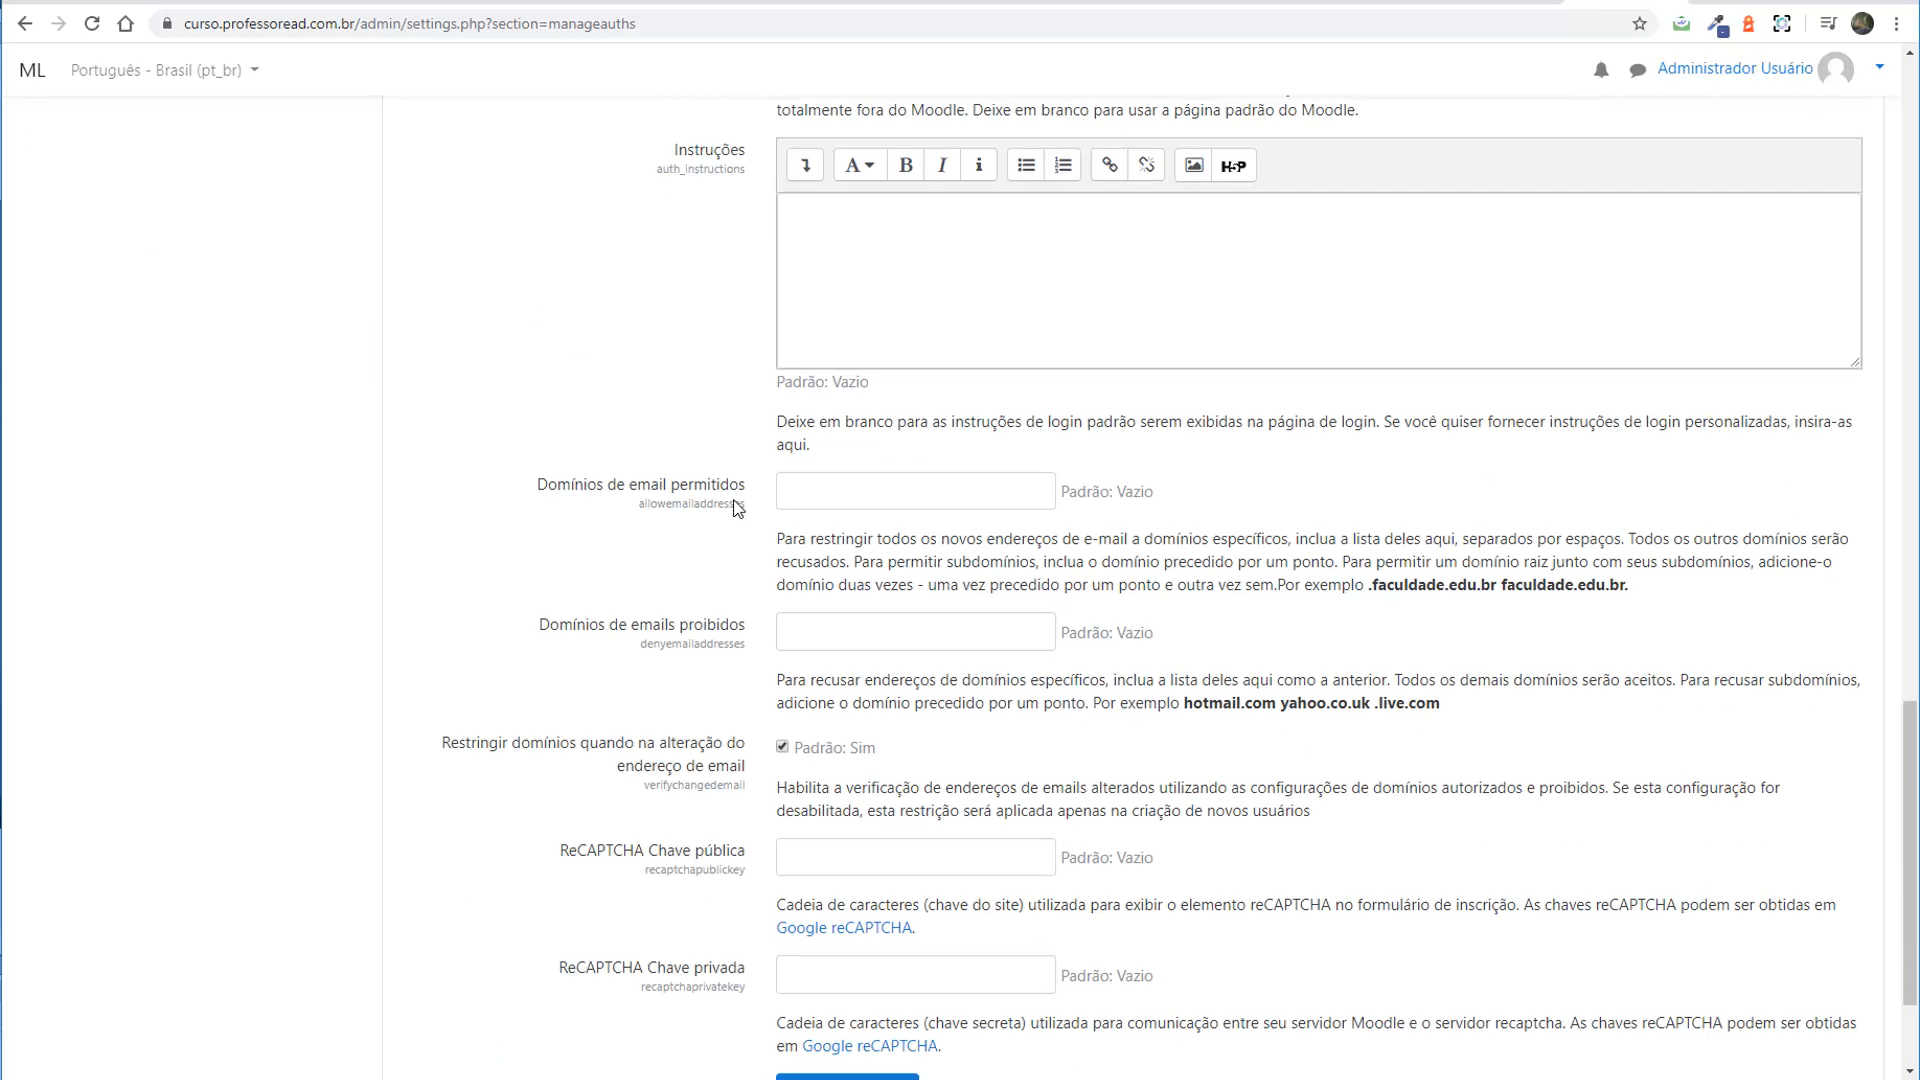 curso.professoread.com.br/admin/settings.php?section=manageauths
ML Português - Brasil (pt_br) Administrador Usuário
totalmente fora do Moodle. Deixe em branco para usar a página padrão do Moodle.
Instruções
auth_instructions
A B I i H-P
Padrão: Vazio
Deixe em branco para as instruções de login padrão serem exibidas na página de login. Se você quiser fornecer instruções de login personalizadas, insira-as
aqui.
Domínios de email permitidos
allowemailaddresses
Padrão: Vazio
Para restringir todos os novos endereços de e-mail a domínios específicos, inclua a lista deles aqui, separados por espaços. Todos os outros domínios serão
recusados. Para permitir subdomínios, inclua o domínio precedido por um ponto. Para permitir um domínio raiz junto com seus subdomínios, adicione-o
domínio duas vezes - uma vez precedido por um ponto e outra vez sem.Por exemplo .faculdade.edu.br faculdade.edu.br.
Domínios de emails proibidos
denyemailaddresses
Padrão: Vazio
Para recusar endereços de domínios específicos, inclua a lista deles aqui como a anterior. Todos os demais domínios serão aceitos. Para recusar subdomínios,
adicione o domínio precedido por um ponto. Por exemplo hotmail.com yahoo.co.uk .live.com
Restringir domínios quando na alteração do
endereço de email
verifychangedemail
Padrão: Sim
Habilita a verificação de endereços de emails alterados utilizando as configurações de domínios autorizados e proibidos. Se esta configuração for
desabilitada, esta restrição será aplicada apenas na criação de novos usuários
ReCAPTCHA Chave pública
recaptchapublickey
Padrão: Vazio
Cadeia de caracteres (chave do site) utilizada para exibir o elemento reCAPTCHA no formulário de inscrição. As chaves reCAPTCHA podem ser obtidas em
Google reCAPTCHA.
ReCAPTCHA Chave privada
recaptchaprivatekey
Padrão: Vazio
Cadeia de caracteres (chave secreta) utilizada para comunicação entre seu servidor Moodle e o servidor recaptcha. As chaves reCAPTCHA podem ser obtidas
em Google reCAPTCHA.